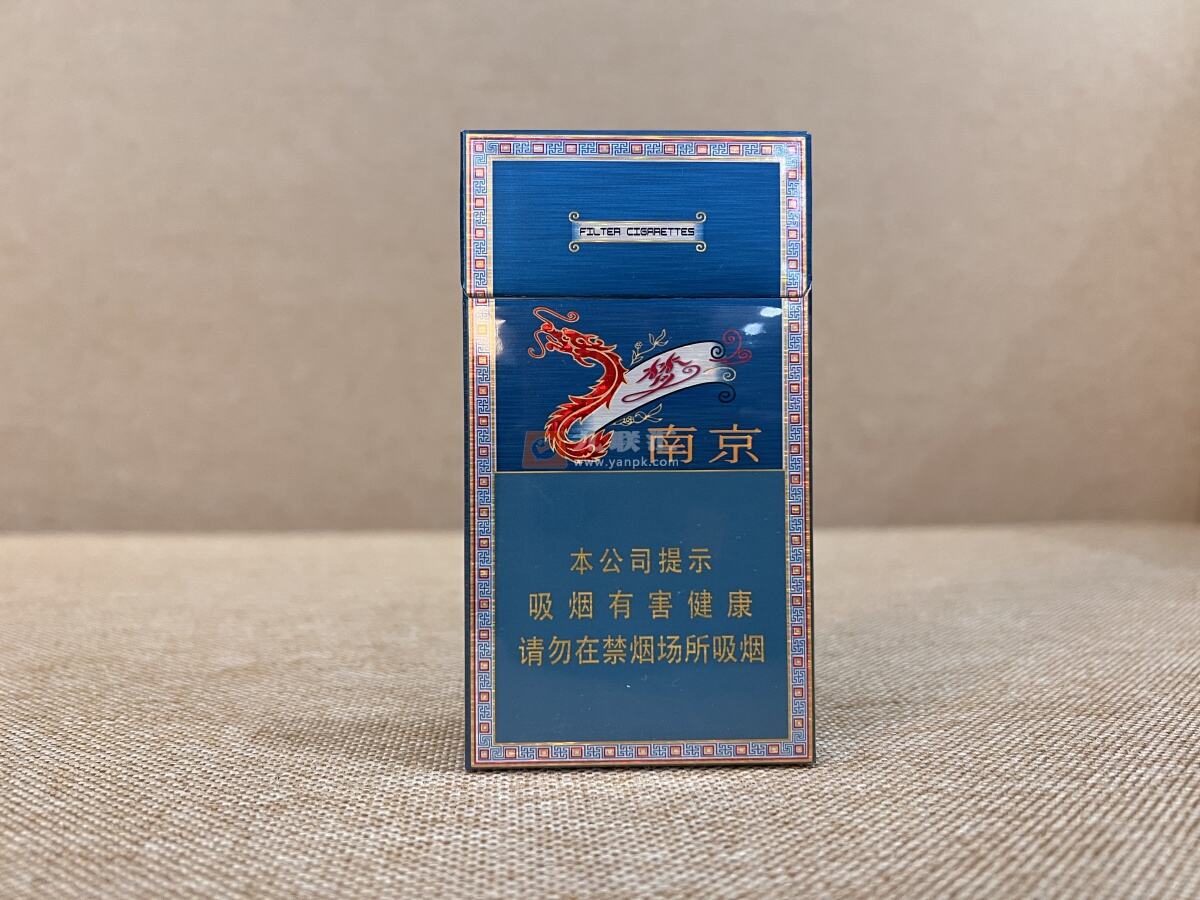 FILTER CIGARETTES
梦
南京
www.yanpk.com
本公司提示
吸烟有害健康
请勿在禁烟场所吸烟